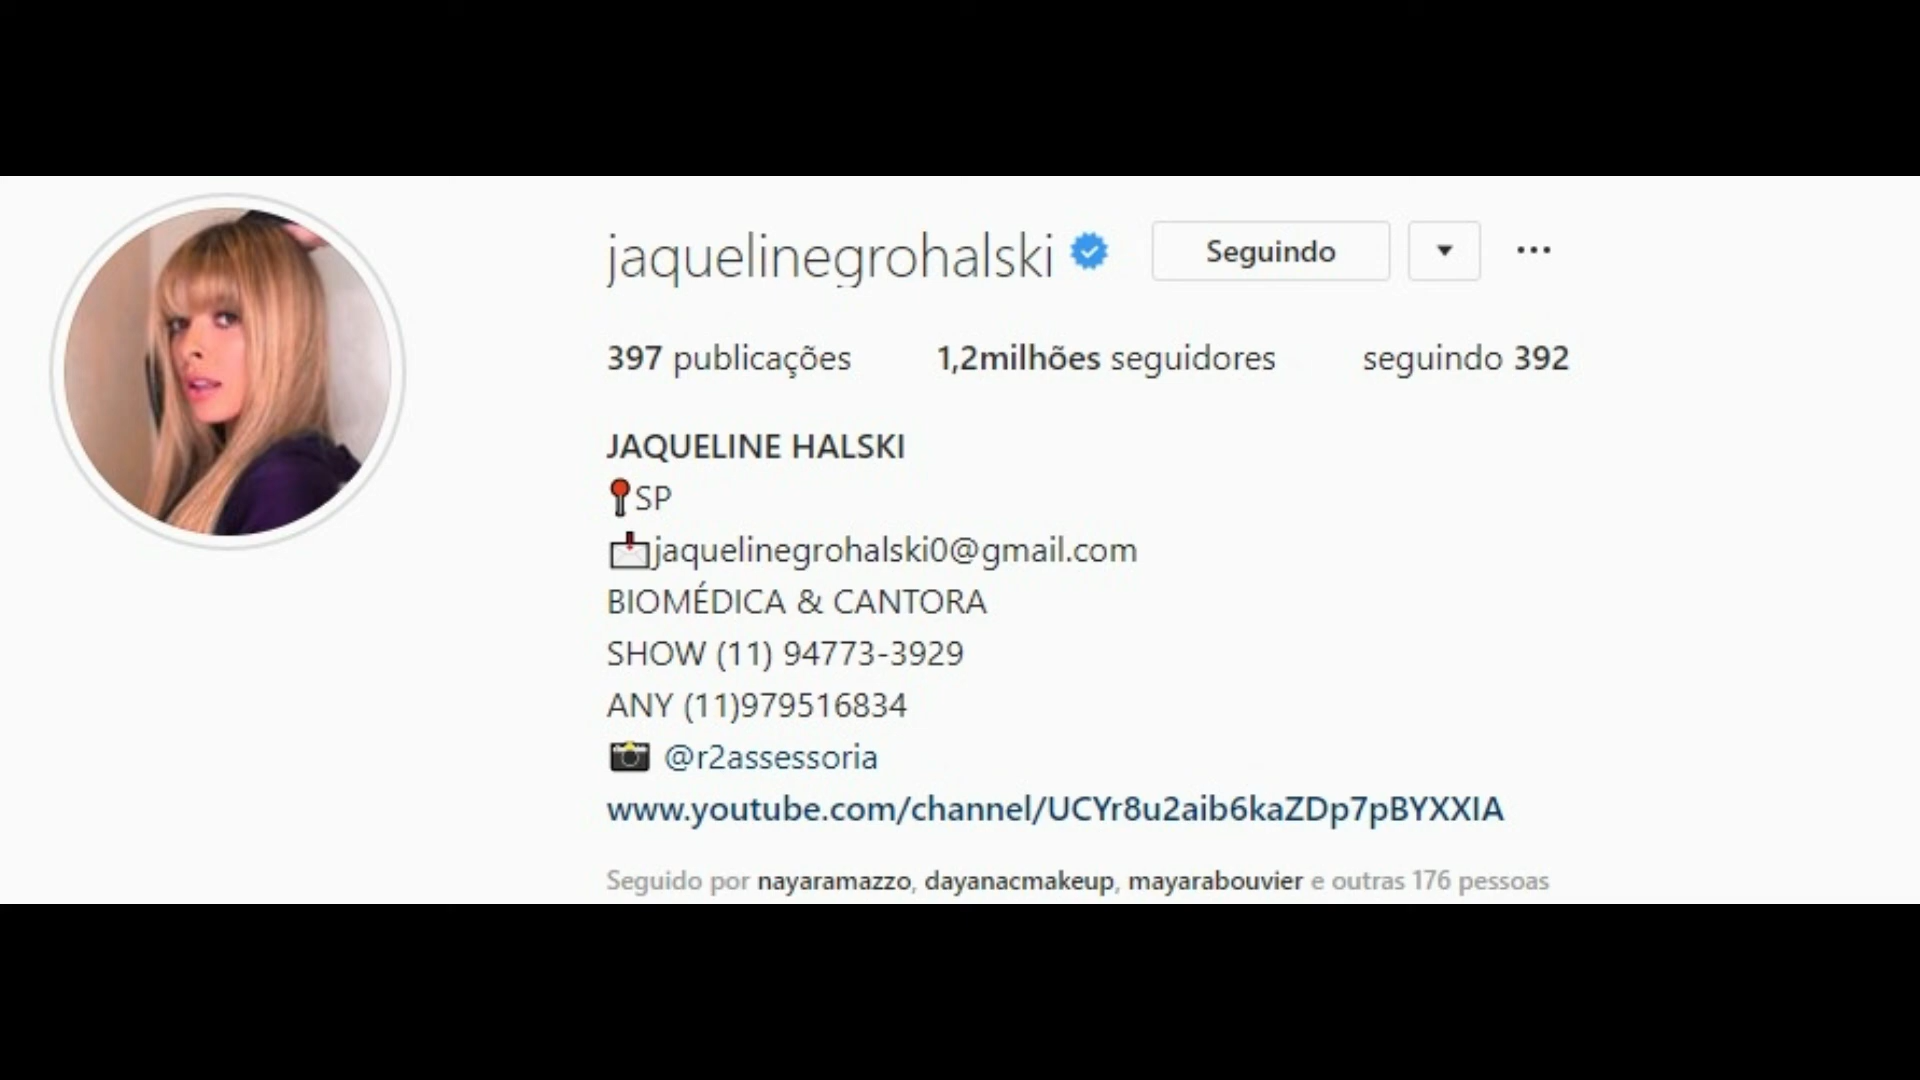 jaquelinegrohalski Seguindo
397 publicações 1,2milhões seguidores seguindo 392
JAQUELINE HALSKI
SP
jaquelinegrohalski0@gmail.com
BIOMÉDICA & CANTORA
SHOW (11) 94773-3929
ANY (11)979516834
@r2assessoria
www.youtube.com/channel/UCYr8u2aib6kaZDp7pBYXXIA
Seguido por nayaramazzo, dayanacmakeup, mayarabouvier e outras 176 pessoas